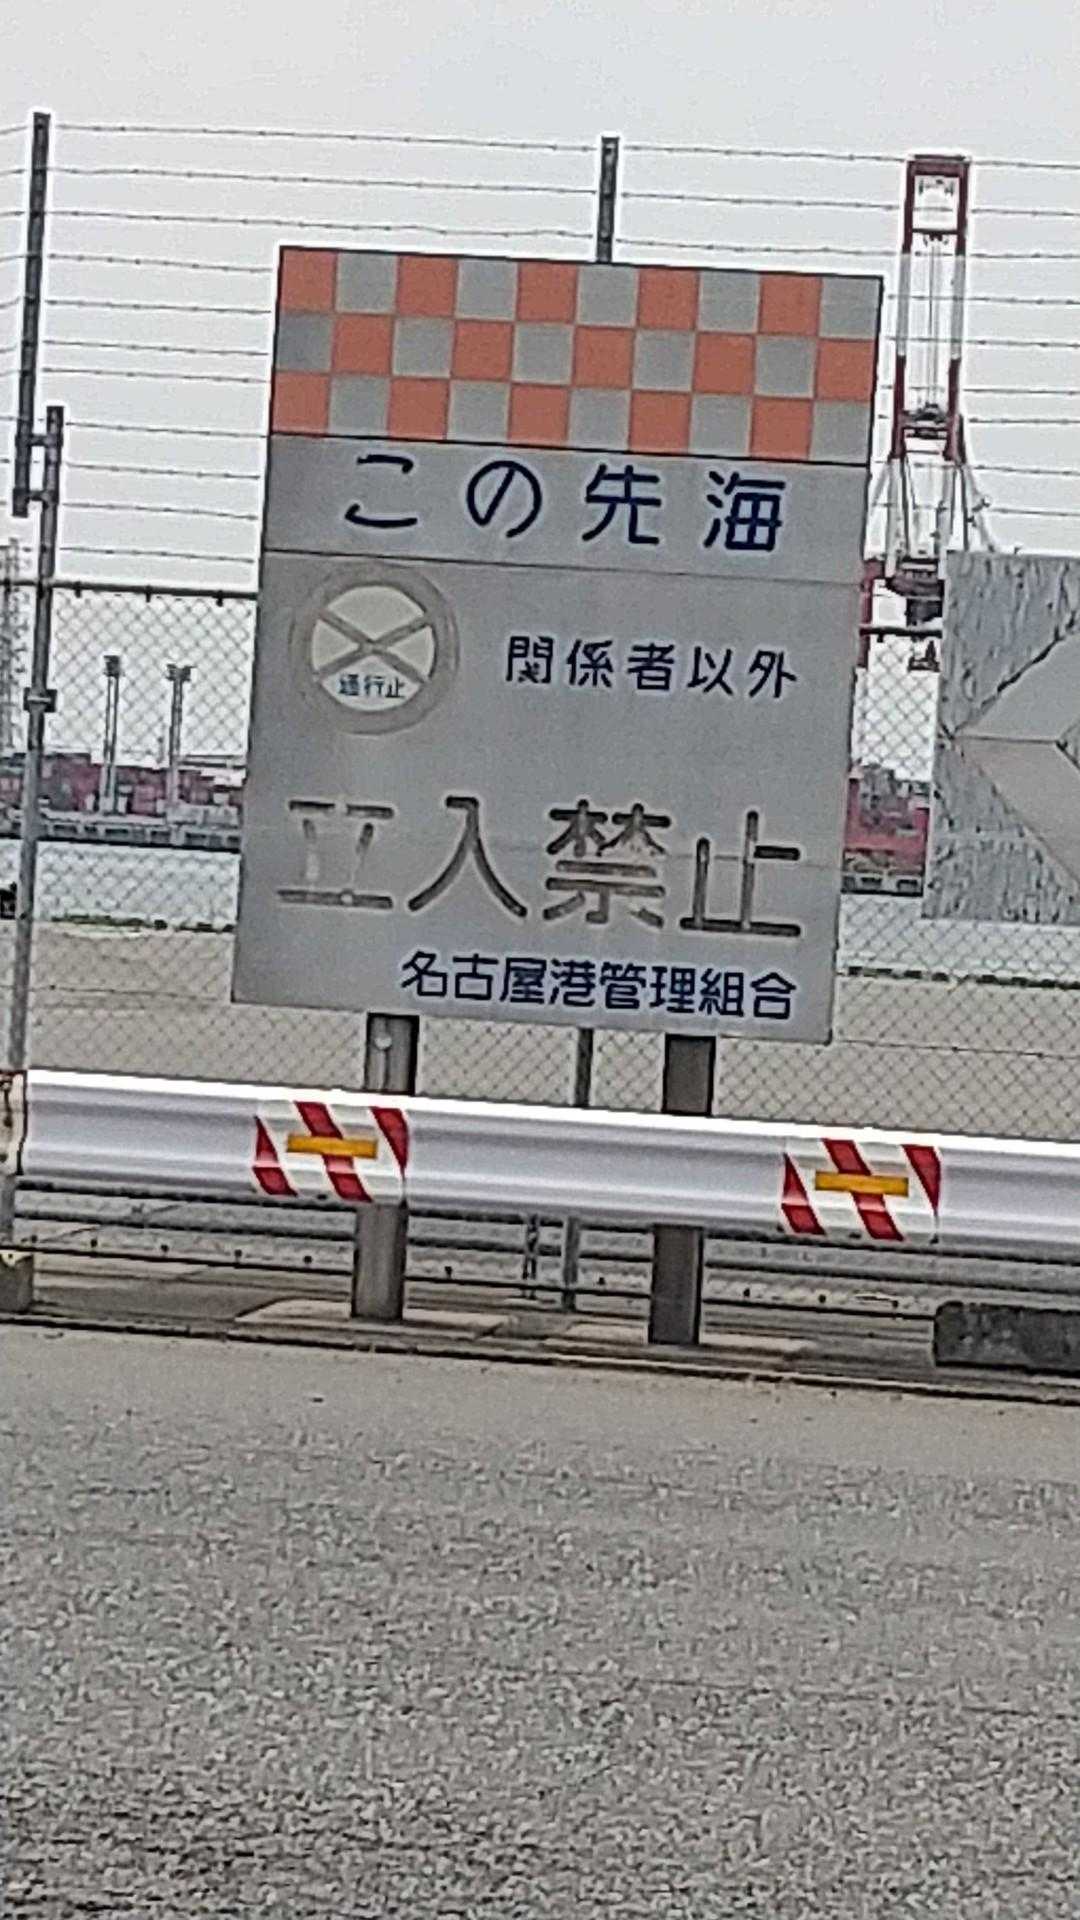 この先海
関係者以外
通行止
立入禁止
名古屋港管理組合